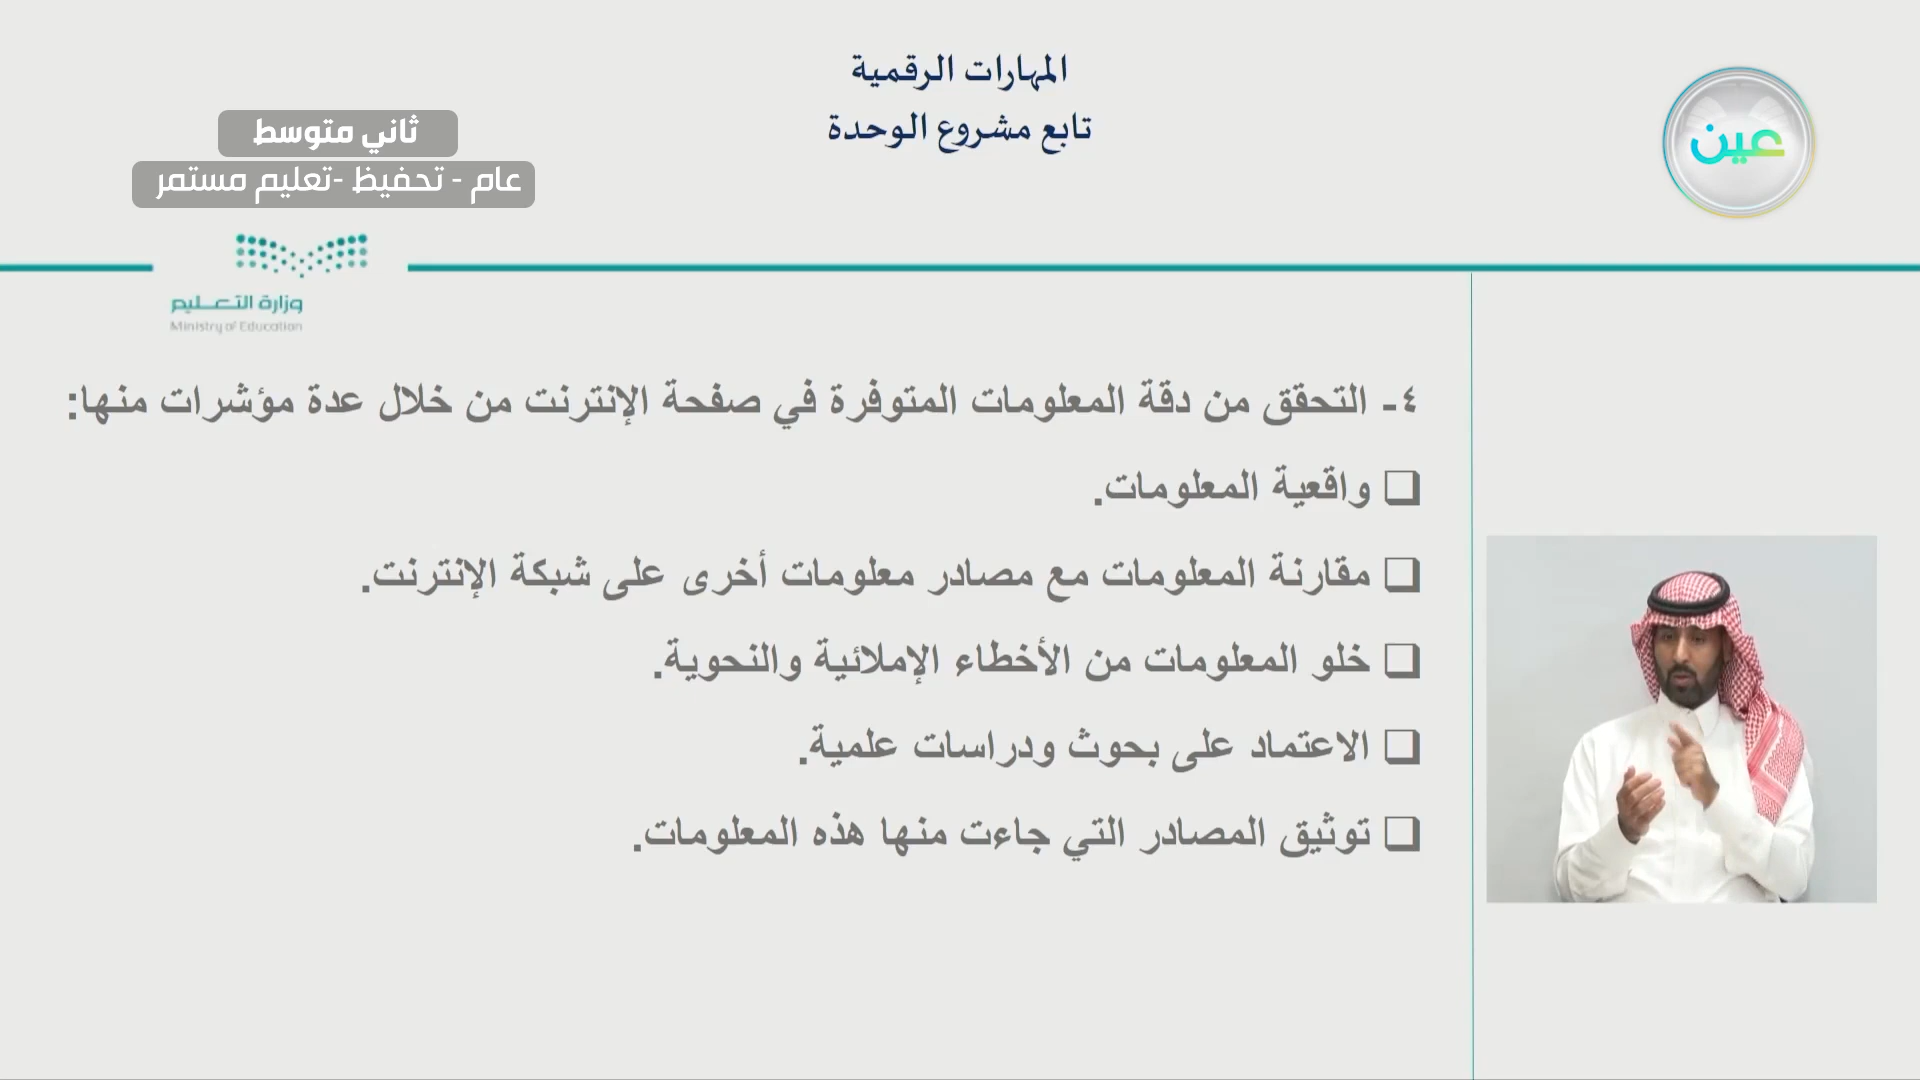 المهارات الرقمية
تابع مشروع الوحدة
عين
ثاني متوسط
عام - تحفيظ -تعليم مستمر
وزارة التعليم
Ministry of Education
٤- التحقق من دقة المعلومات المتوفرة في صفحة الإنترنت من خلال عدة مؤشرات منها:
❑ واقعية المعلومات.
❑ مقارنة المعلومات مع مصادر معلومات أخرى على شبكة الإنترنت.
❑ خلو المعلومات من الأخطاء الإملائية والنحوية.
❑ الاعتماد على بحوث ودراسات علمية.
❑ توثيق المصادر التي جاءت منها هذه المعلومات.